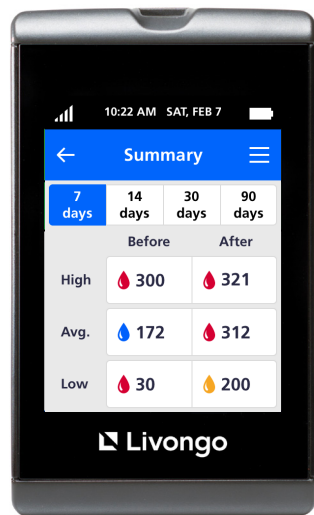 10:22 AM SAT, FEB 7
Summary
7 days 14 days 30 days 90 days
Before After
High 300 321
Avg. 172 312
Low 30 200
Livongo